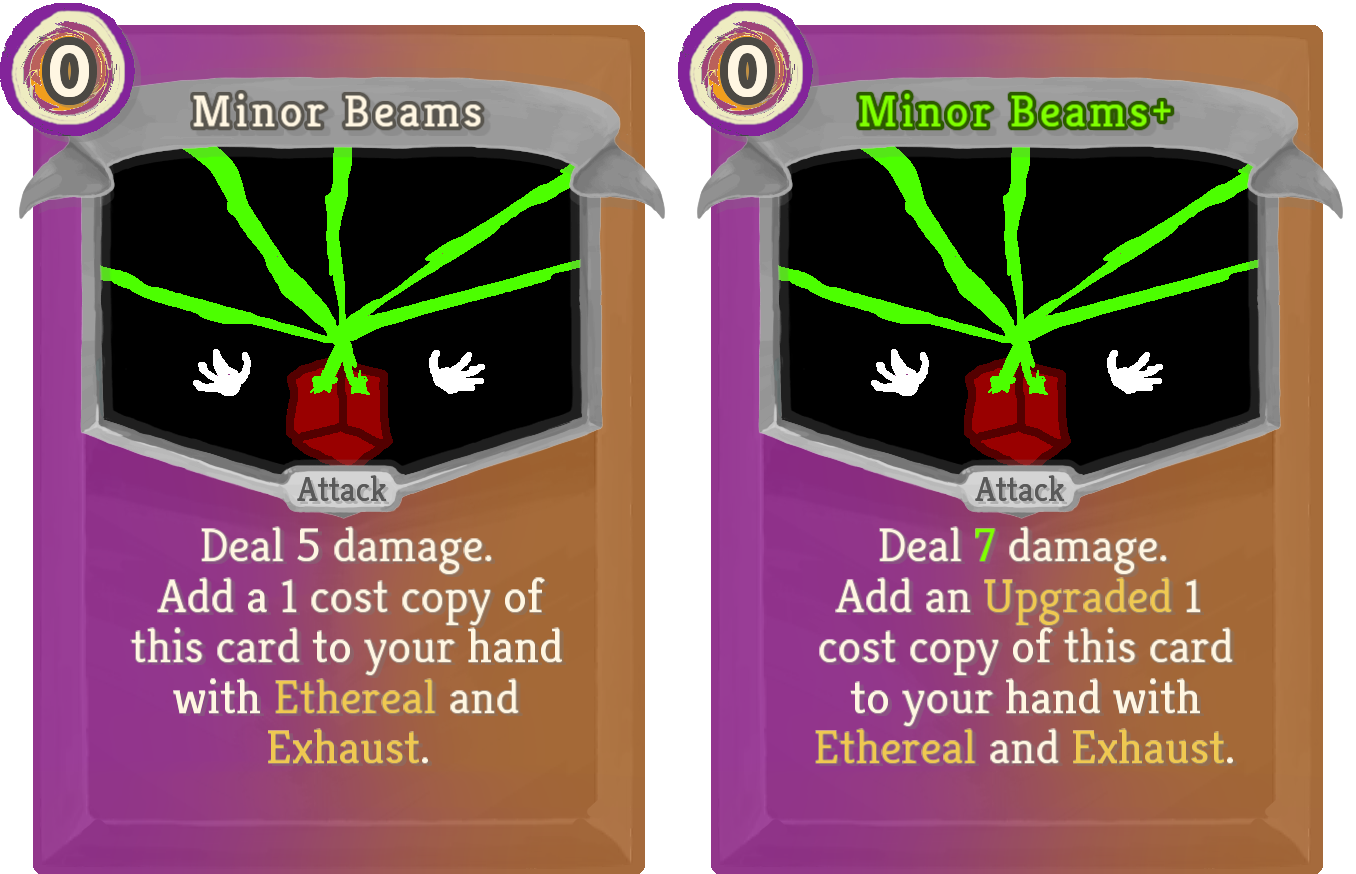 0
Minor Beams
Attack
Deal 5 damage.
Add a 1 cost copy of
this card to your hand
with Ethereal and
Exhaust.
0
Minor Beams+
Attack
Deal 7 damage.
Add an Upgraded 1
cost copy of this card
to your hand with
Ethereal and Exhaust.